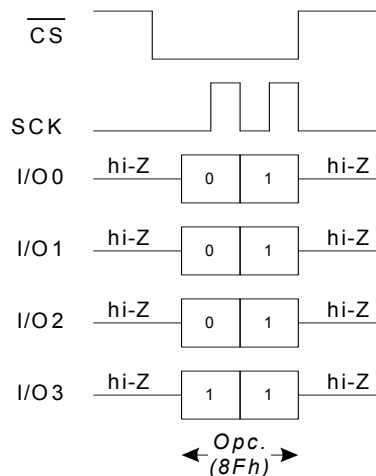 CS
SCK
hi-Z hi-Z
I/O0 0 1
hi-Z hi-Z
I/O1 0 1
hi-Z hi-Z
I/O2 0 1
hi-Z hi-Z
I/O3 1 1
Opc.
(8Fh)